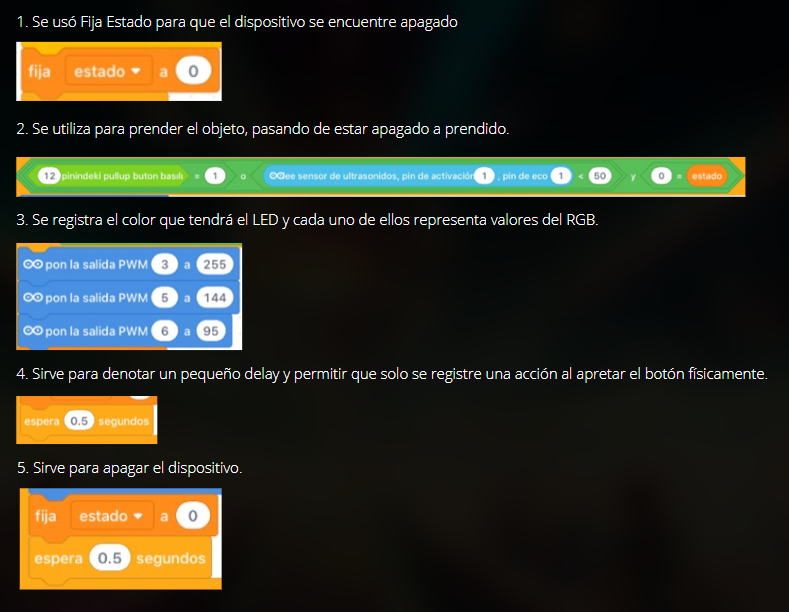 1. Se usó Fija Estado para que el dispositivo se encuentre apagado
fija estado a 0
2. Se utiliza para prender el objeto, pasando de estar apagado a prendido.
12 pinindeki pullup buton basılı = 1 o lee sensor de ultrasonidos, pin de activación 1 , pin de eco 1 < 50 y 0 = estado
3. Se registra el color que tendrá el LED y cada uno de ellos representa valores del RGB.
pon la salida PWM 3 a 255
pon la salida PWM 5 a 144
pon la salida PWM 6 a 95
4. Sirve para denotar un pequeño delay y permitir que solo se registre una acción al apretar el botón físicamente.
espera 0.5 segundos
5. Sirve para apagar el dispositivo.
fija estado a 0
espera 0.5 segundos